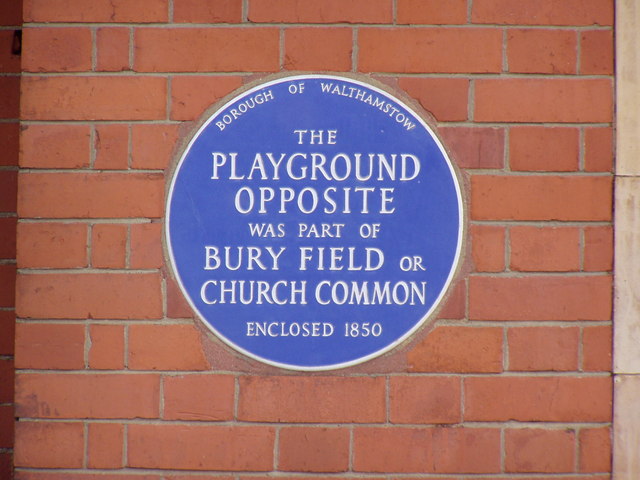 BOROUGH OF WALTHAMSTOW
THE
PLAYGROUND
OPPOSITE
WAS PART OF
BURY FIELD OR
CHURCH COMMON
ENCLOSED 1850